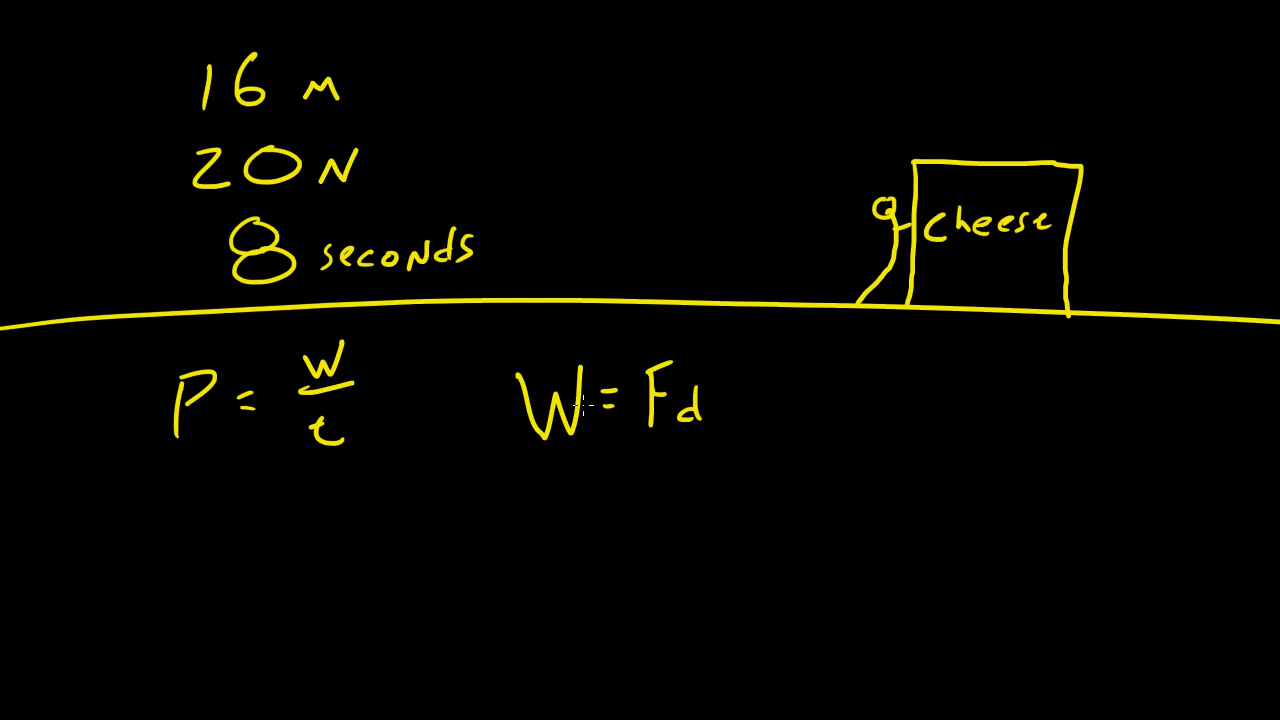 16 m
20 N
8 seconds
cheese
P = W/t
W = Fd